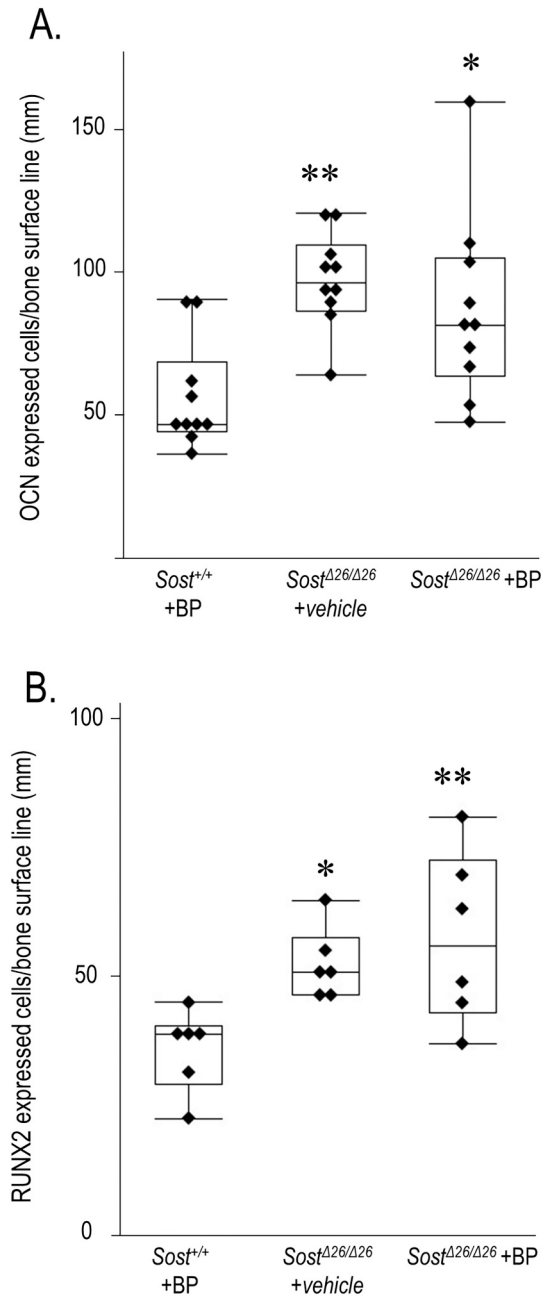 A.
OCN expressed cells/bone surface line (mm)
150
100
50
**
*
Sost+/+
+BP
SostΔ26/Δ26
+vehicle
SostΔ26/Δ26 +BP
B.
RUNX2 expressed cells/bone surface line (mm)
100
50
0
*
**
Sost+/+
+BP
SostΔ26/Δ26
+vehicle
SostΔ26/Δ26 +BP